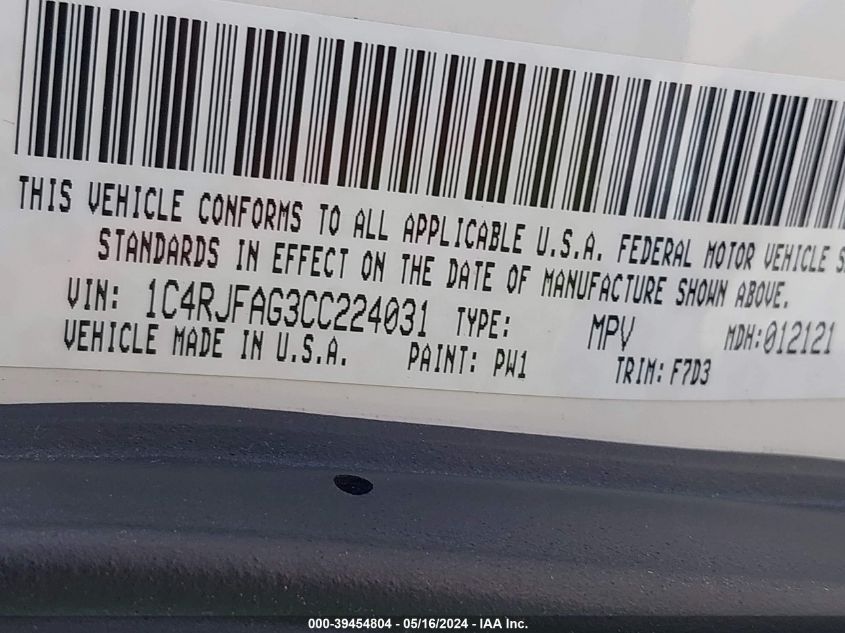 THIS VEHICLE CONFORMS TO ALL APPLICABLE U.S.A. FEDERAL MOTOR VEHICLE S
STANDARDS IN EFFECT ON THE DATE OF MANUFACTURE SHOWN ABOVE.
VIN: 1C4RJFAG3CC224031 TYPE: MPV MDH:012121
VEHICLE MADE IN U.S.A. PAINT: PW1 TRIM: F7D3
000-39454804 - 05/16/2024 - IAA Inc.